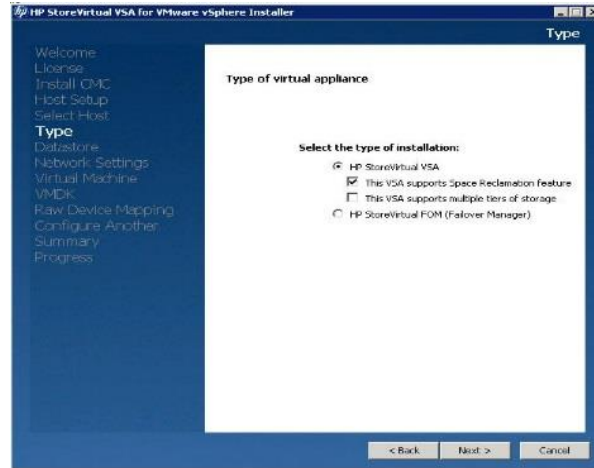 hp HP StoreVirtual VSA for VMware vSphere Installer
Type
Welcome
License
Install CMC
Host Setup
Select Host
Type
Datastore
Network Settings
Virtual Machine
VMDK
Raw Device Mapping
Configure Another
Summary
Progress
Type of virtual appliance
Select the type of installation:
HP StoreVirtual VSA
This VSA supports Space Reclamation feature
This VSA supports multiple tiers of storage
HP StoreVirtual FOM (Failover Manager)
< Back
Next >
Cancel